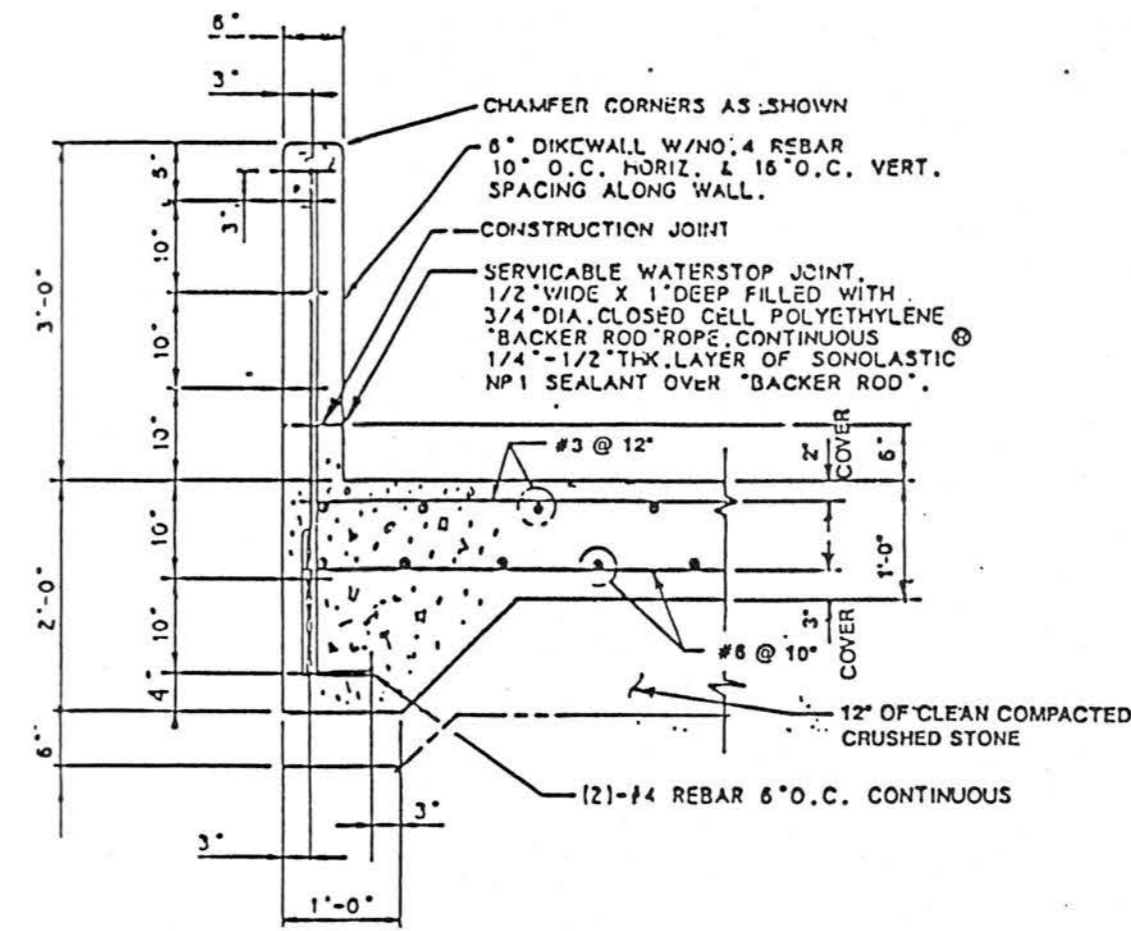 6"
3"
CHAMFER CORNERS AS SHOWN
6" DIKEWALL W/NO. 4 REBAR
10" O.C. HORIZ. & 16" O.C. VERT.
SPACING ALONG WALL.
CONSTRUCTION JOINT
SERVICABLE WATERSTOP JOINT,
1/2" WIDE X 1" DEEP FILLED WITH
3/4" DIA. CLOSED CELL POLYETHYLENE
"BACKER ROD" ROPE. CONTINUOUS
1/4"-1/2" THK. LAYER OF SONOLASTIC ®
NP1 SEALANT OVER "BACKER ROD".
5"
3"
10"
10"
10"
3'-0"
#3 @ 12"
2"
COVER
6"
10"
10"
4"
2'-0"
6"
1'-0"
3"
COVER
#6 @ 10"
12" OF CLEAN COMPACTED
CRUSHED STONE
(2)-#4 REBAR 6" O.C. CONTINUOUS
3"
3"
1'-0"